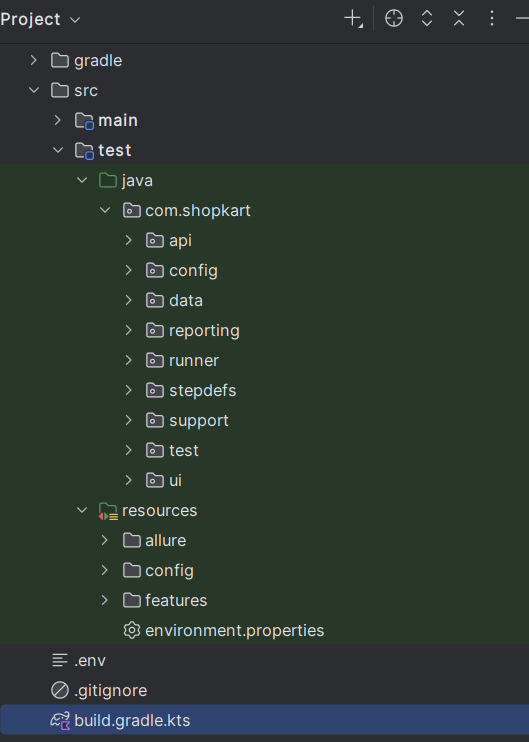 Project
gradle
src
main
test
java
com.shopkart
api
config
data
reporting
runner
stepdefs
support
test
ui
resources
allure
config
features
environment.properties
.env
.gitignore
build.gradle.kts